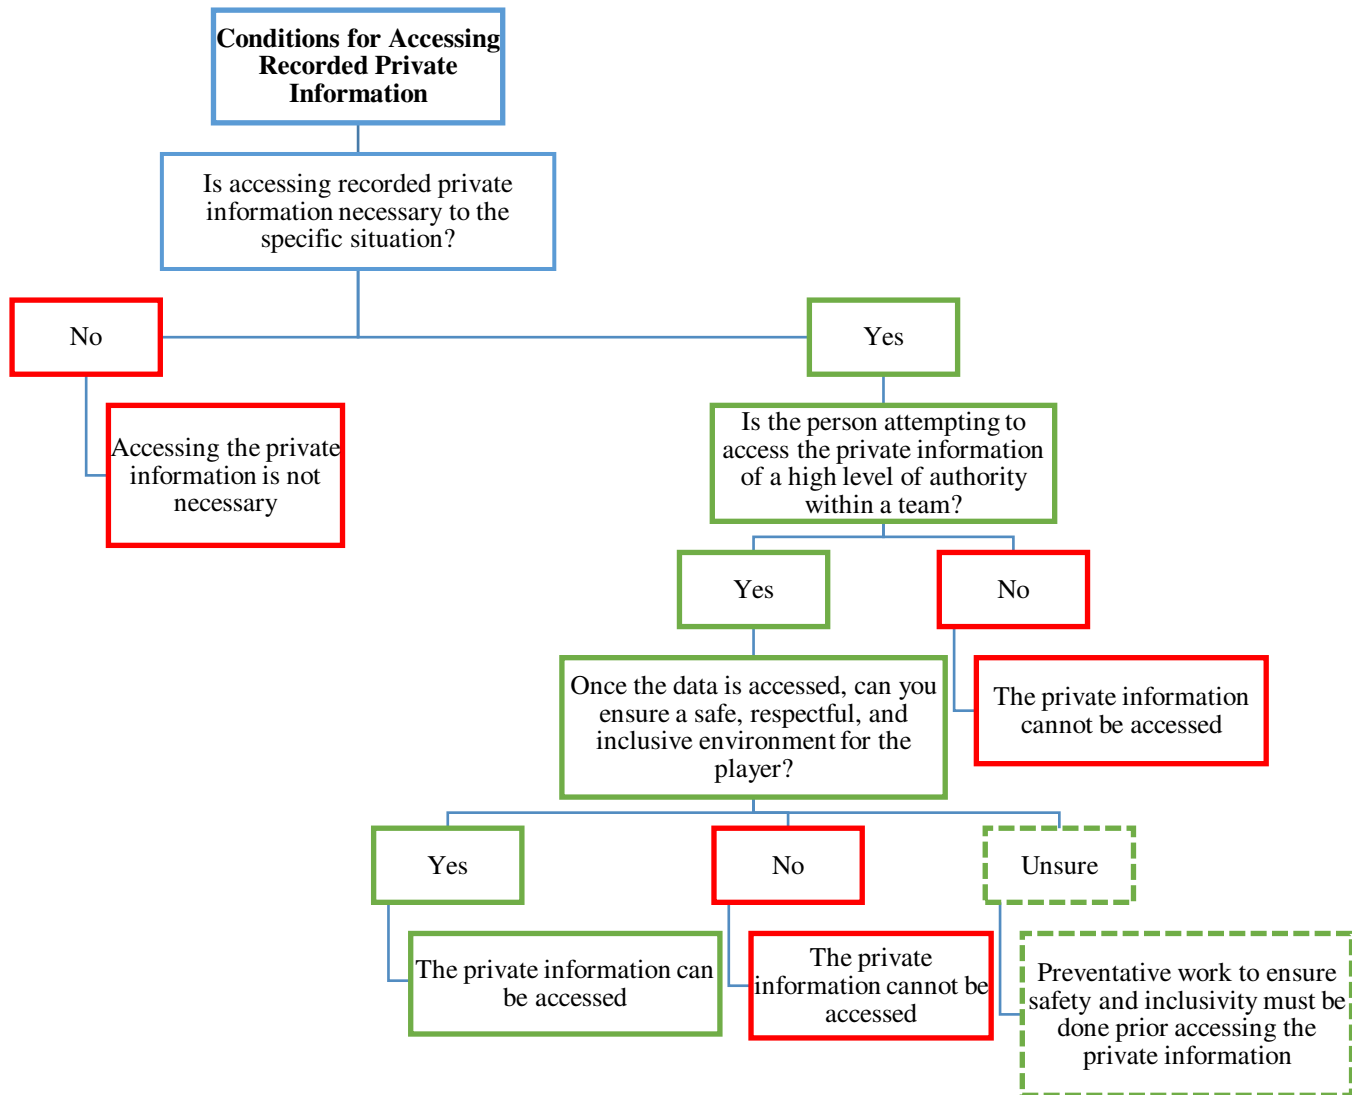 Conditions for Accessing
Recorded Private
Information
Is accessing recorded private
information necessary to the
specific situation?
No
Yes
Accessing the private
information is not
necessary
Is the person attempting to
access the private information
of a high level of authority
within a team?
Yes
No
Once the data is accessed, can you
ensure a safe, respectful, and
inclusive environment for the
player?
The private information
cannot be accessed
Yes
No
Unsure
The private information can
be accessed
The private
information cannot be
accessed
Preventative work to ensure
safety and inclusivity must be
done prior accessing the
private information